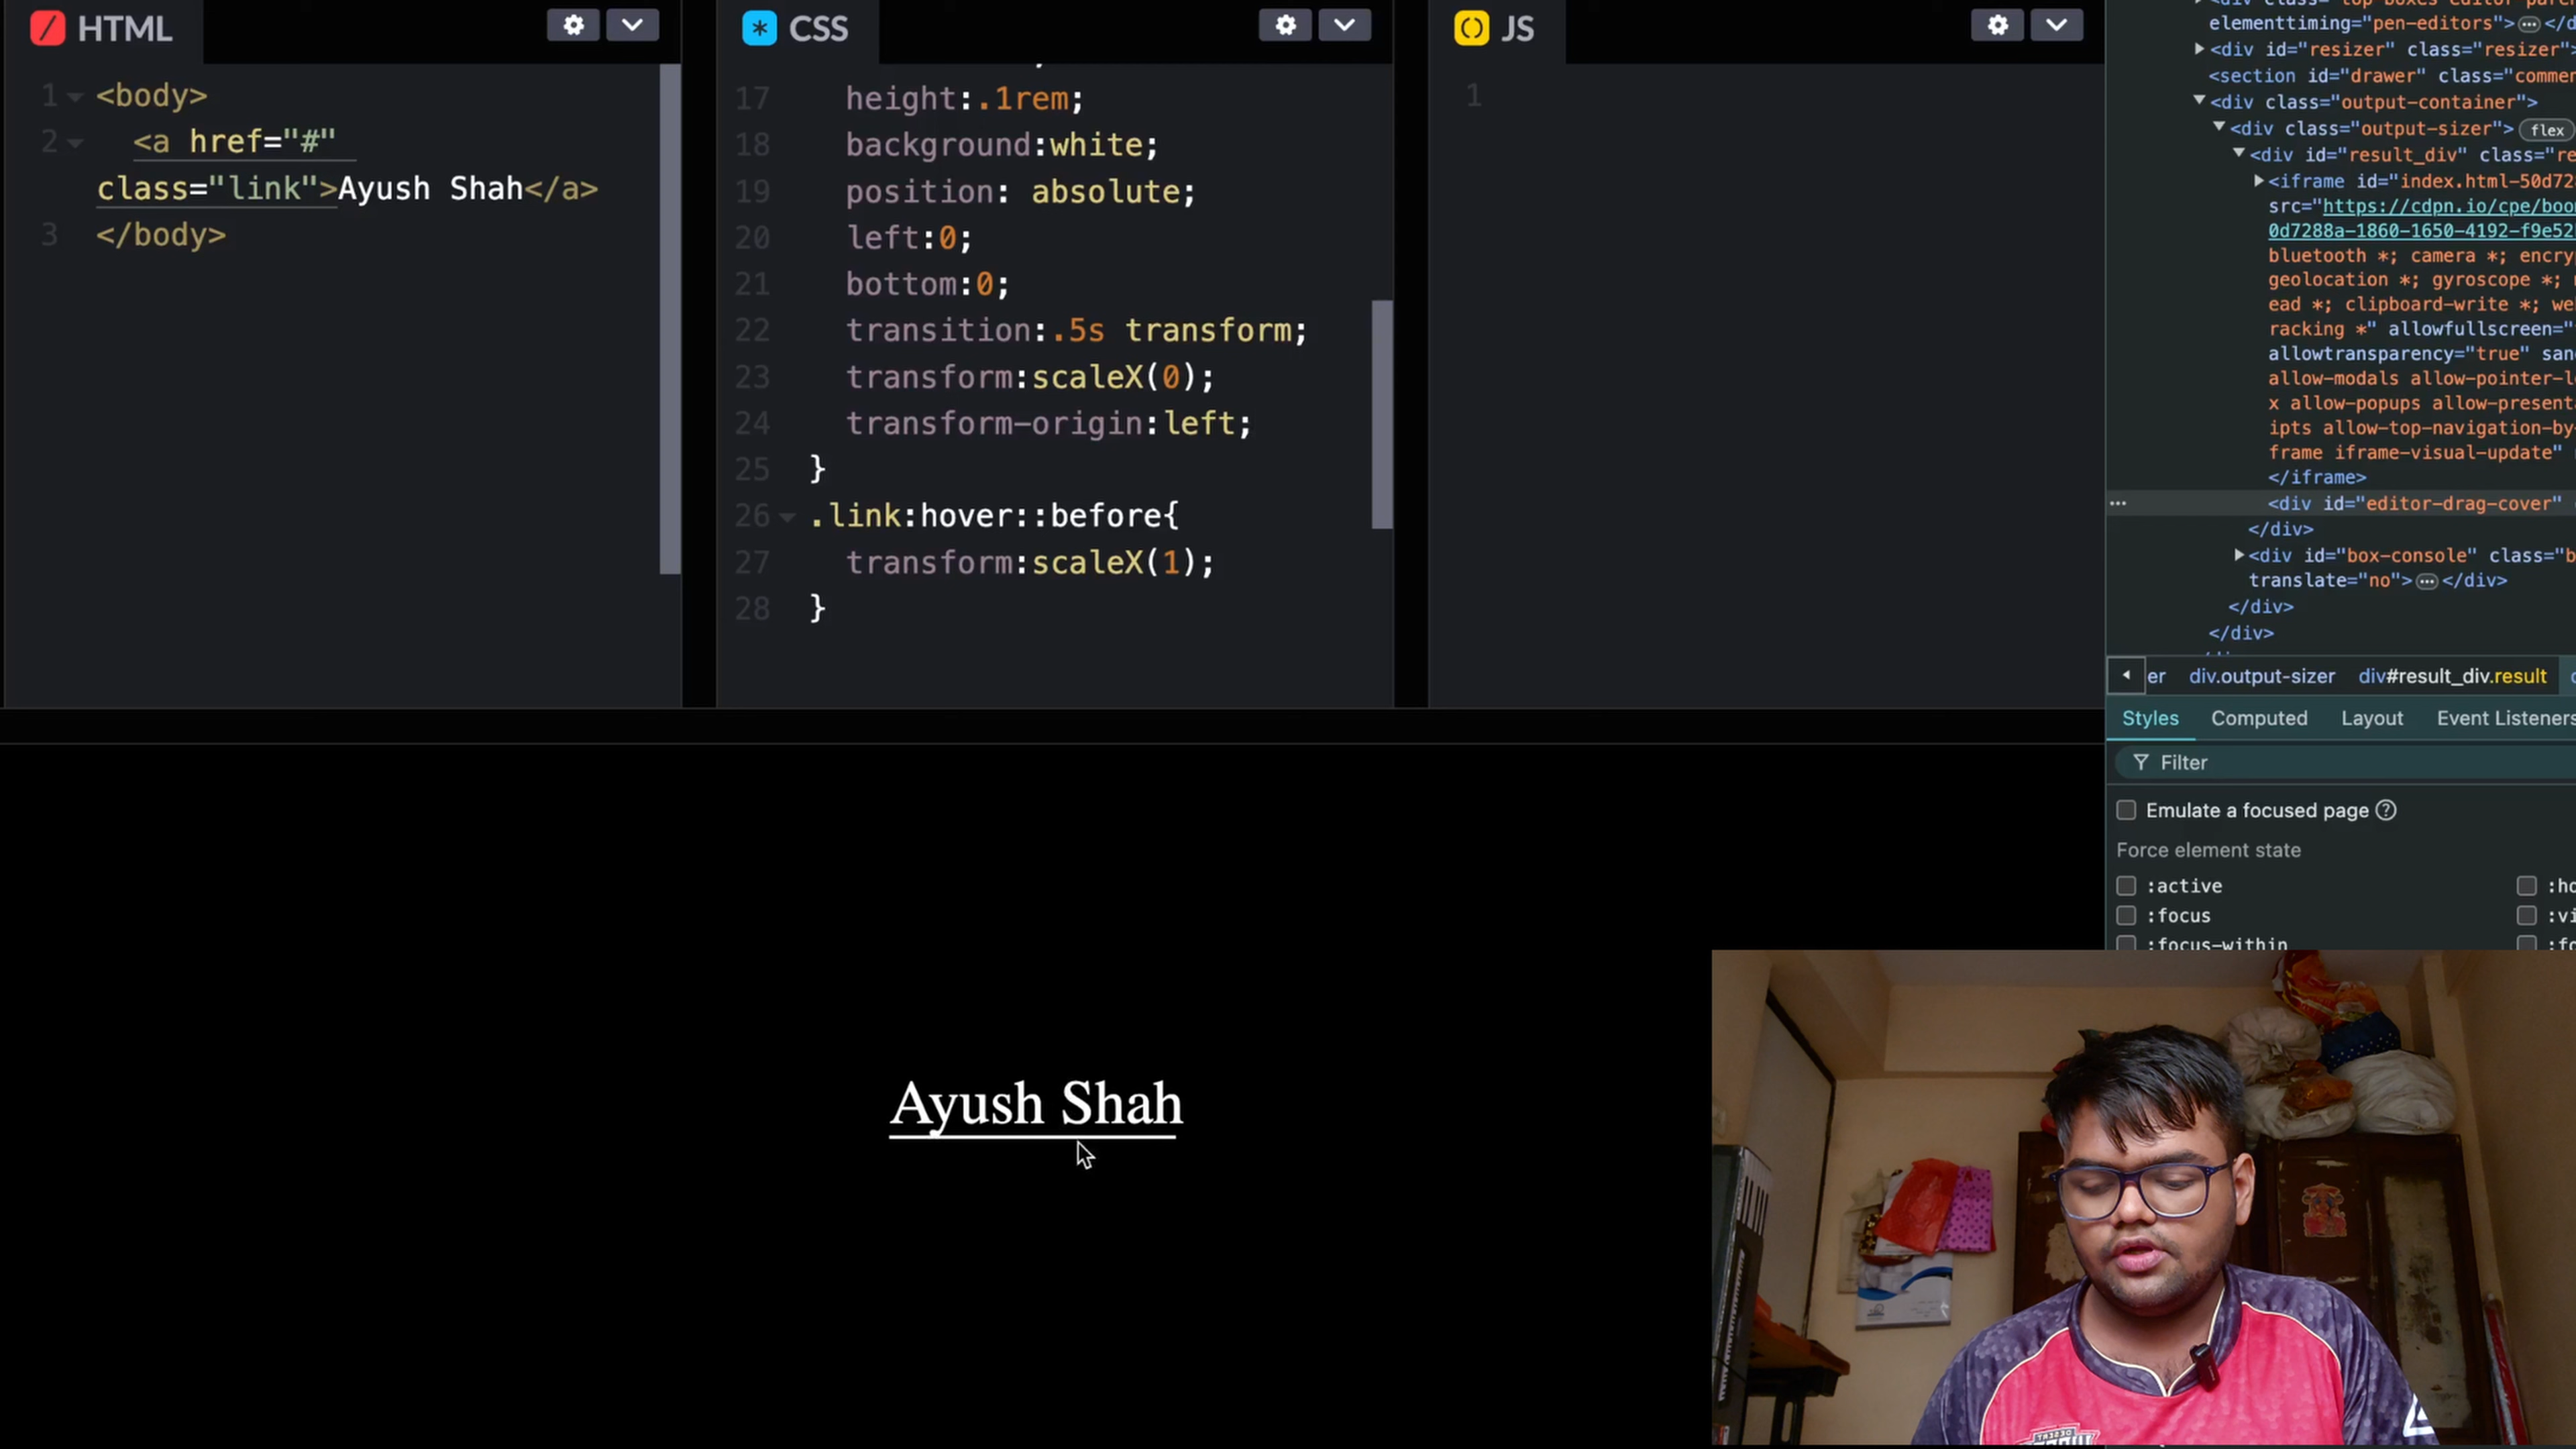 HTML
1 <body>
2 <a href="#"
class="link">Ayush Shah</a>
3 </body>
CSS
17 height:.1rem;
18 background:white;
19 position: absolute;
20 left:0;
21 bottom:0;
22 transition:.5s transform;
23 transform:scaleX(0);
24 transform-origin:left;
25 }
26 .link:hover::before{
27 transform:scaleX(1);
28 }
JS
1
elementtiming="pen-editors"> ⋯ </d
<div id="resizer" class="resizer"
<section id="drawer" class="comme
<div class="output-container">
<div class="output-sizer"> flex
<div id="result_div" class="re
<iframe id="index.html-50d72
src="https://cdpn.io/cpe/boo
0d7288a-1860-1650-4192-f9e52
bluetooth *; camera *; encry
geolocation *; gyroscope *;
ead *; clipboard-write *; we
racking *" allowfullscreen="
allowtransparency="true" san
allow-modals allow-pointer-l
x allow-popups allow-present
ipts allow-top-navigation-by-
frame iframe-visual-update"
</iframe>
<div id="editor-drag-cover"
</div>
<div id="box-console" class="b
translate="no"> ⋯ </div>
</div>
</div>
er div.output-sizer div#result_div.result
Styles Computed Layout Event Listeners
Filter
Emulate a focused page ?
Force element state
:active :ho
:focus :vi
:focus-within :fo
Ayush Shah